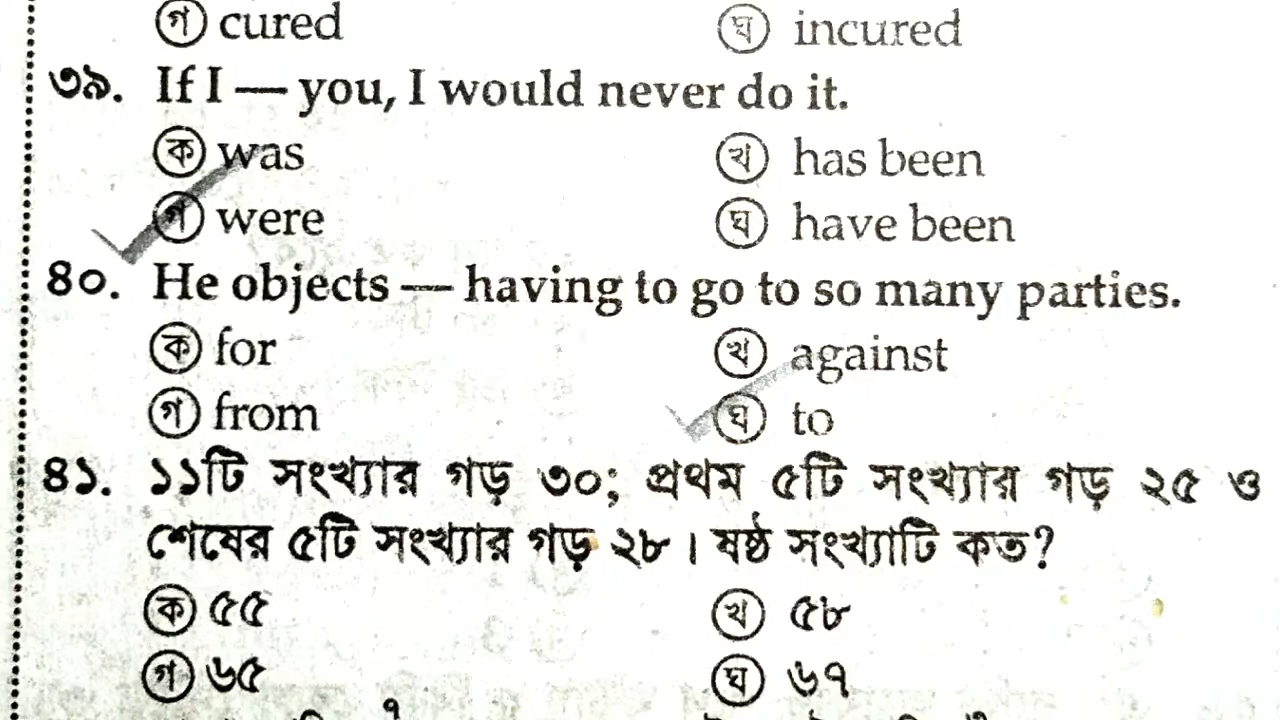 গ cured ঘ incured
৩৯. If I — you, I would never do it.
ক was খ has been
গ were ঘ have been
৪০. He objects — having to go to so many parties.
ক for খ against
গ from ঘ to
৪১. ১১টি সংখ্যার গড় ৩০; প্রথম ৫টি সংখ্যার গড় ২৫ ও
শেষের ৫টি সংখ্যার গড় ২৮। ষষ্ঠ সংখ্যাটি কত?
ক ৫৫ খ ৫৮
গ ৬৫ ঘ ৬৭